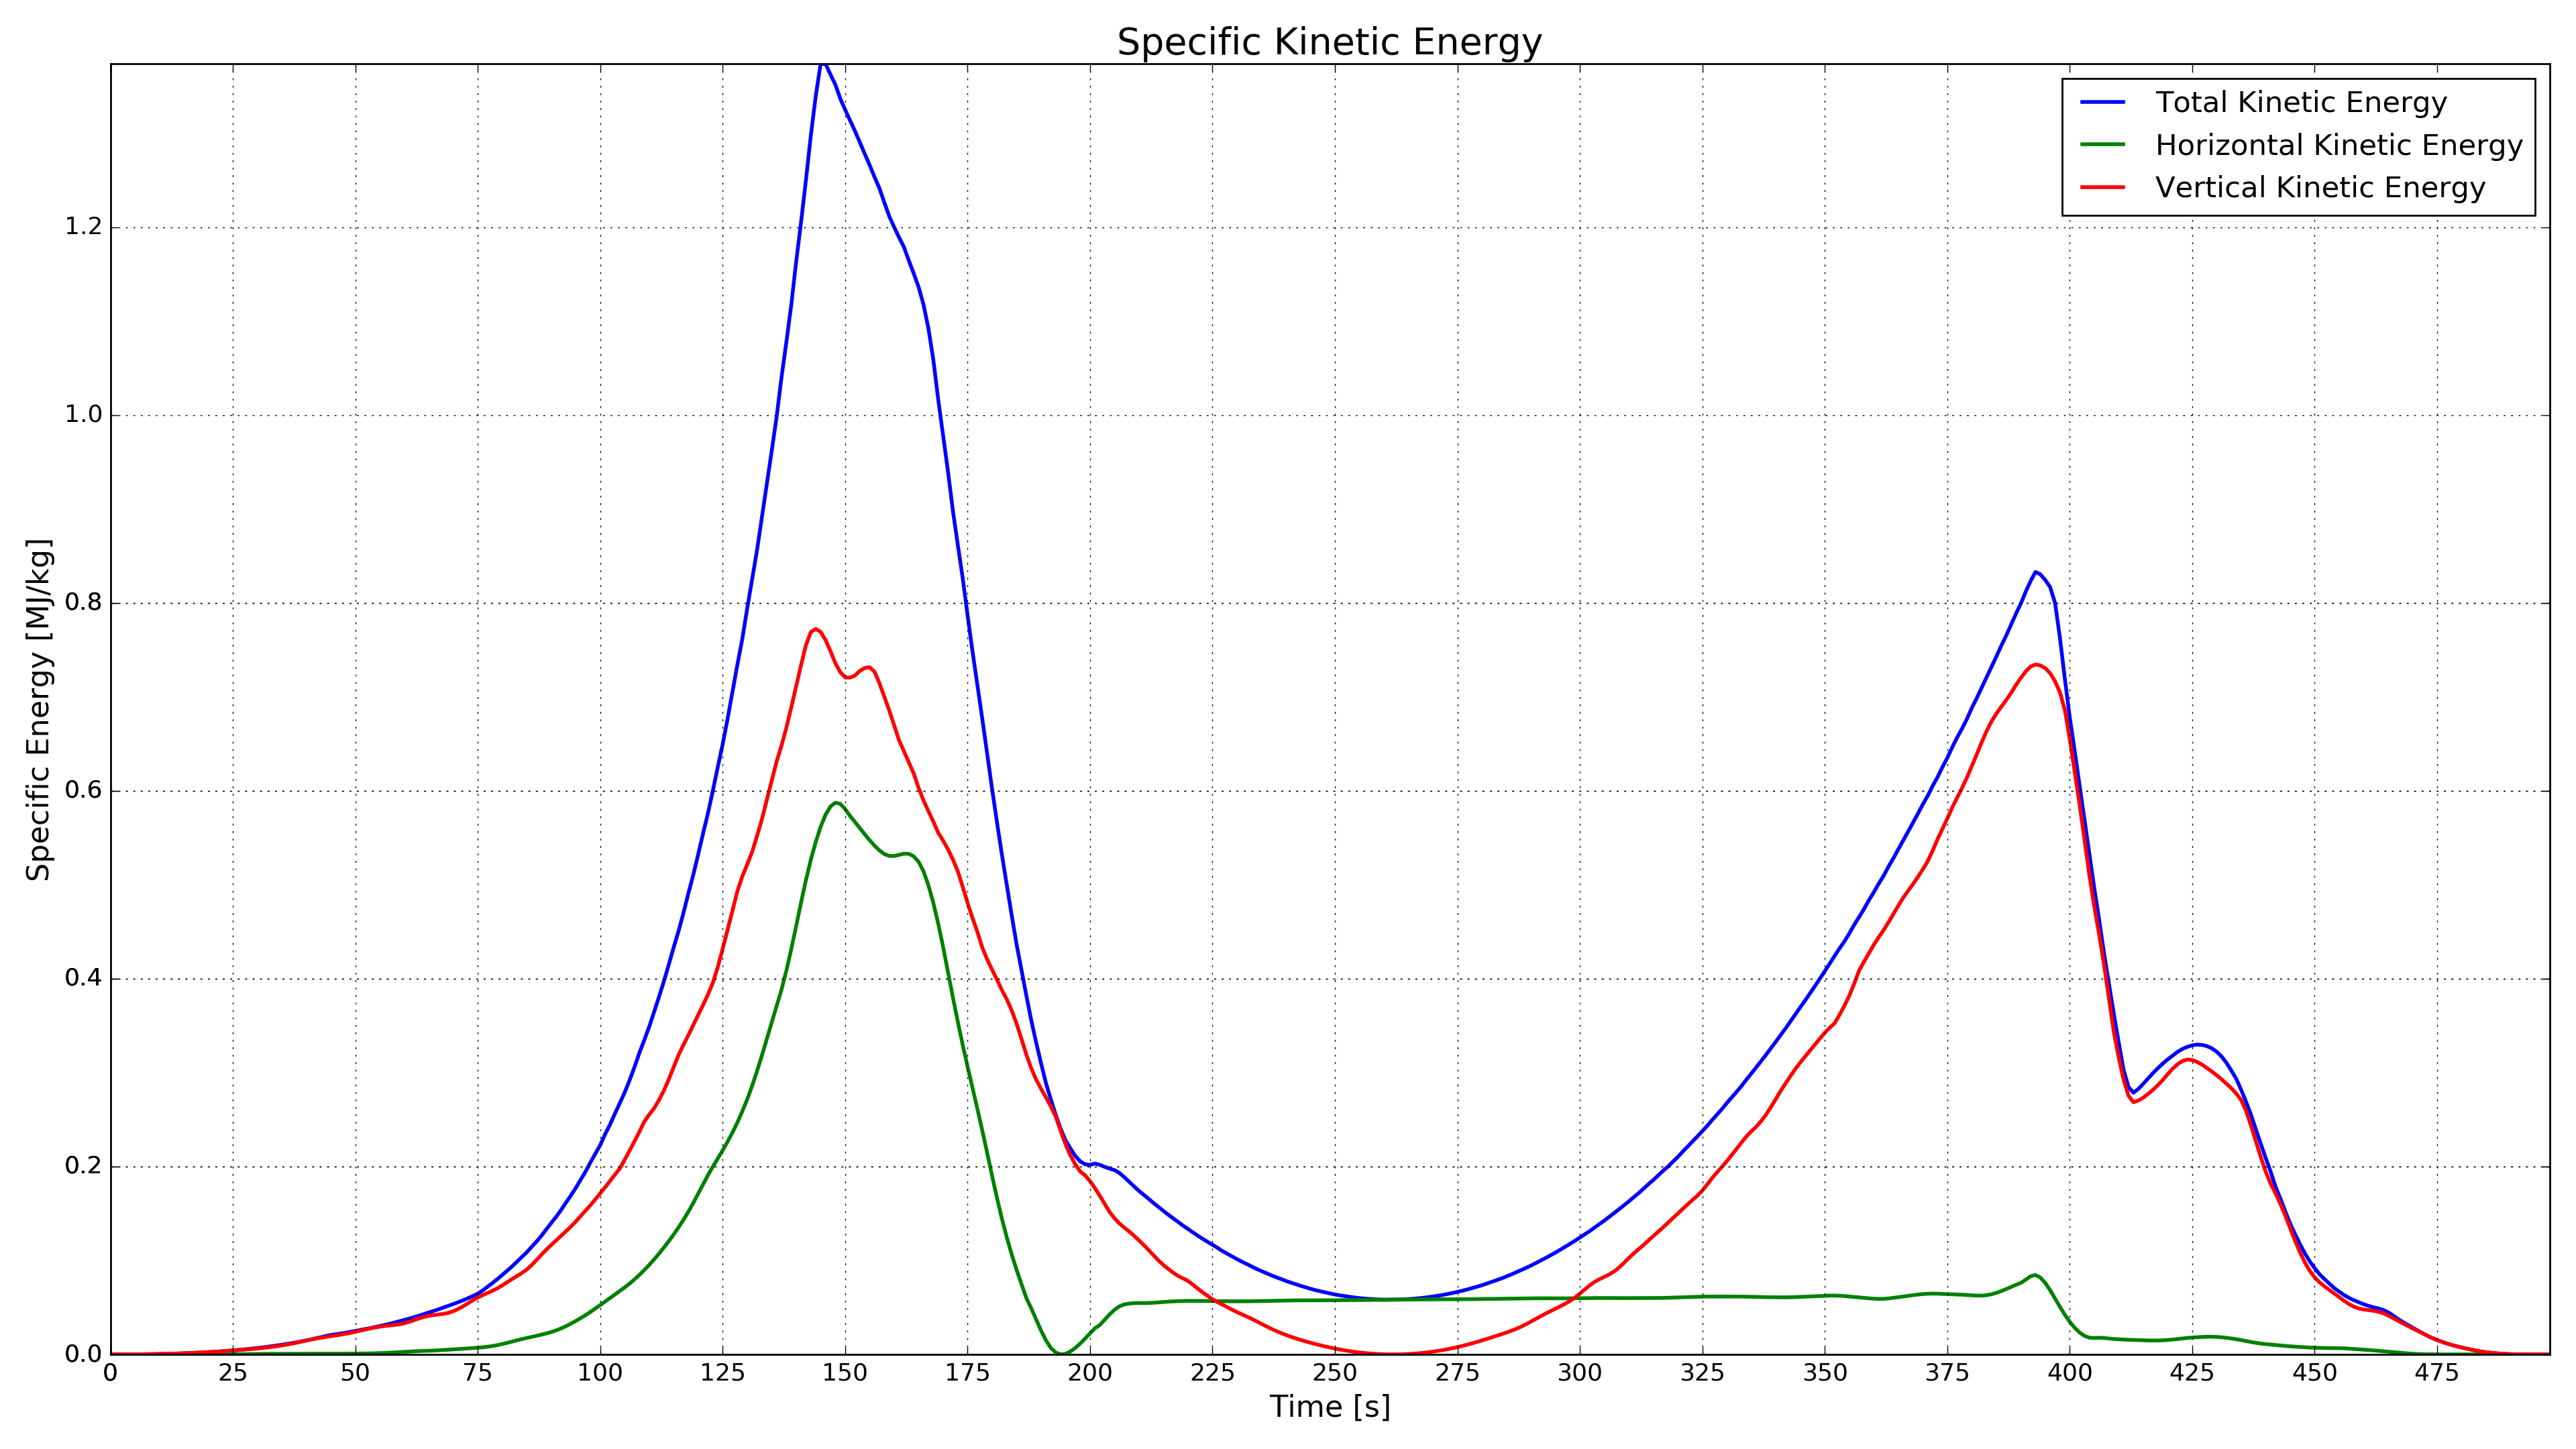 Specific Kinetic Energy
Total Kinetic Energy
Horizontal Kinetic Energy
Vertical Kinetic Energy
Specific Energy [MJ/kg]
1.2
1.0
0.8
0.6
0.4
0.2
0.0
0 25 50 75 100 125 150 175 200 225 250 275 300 325 350 375 400 425 450 475
Time [s]